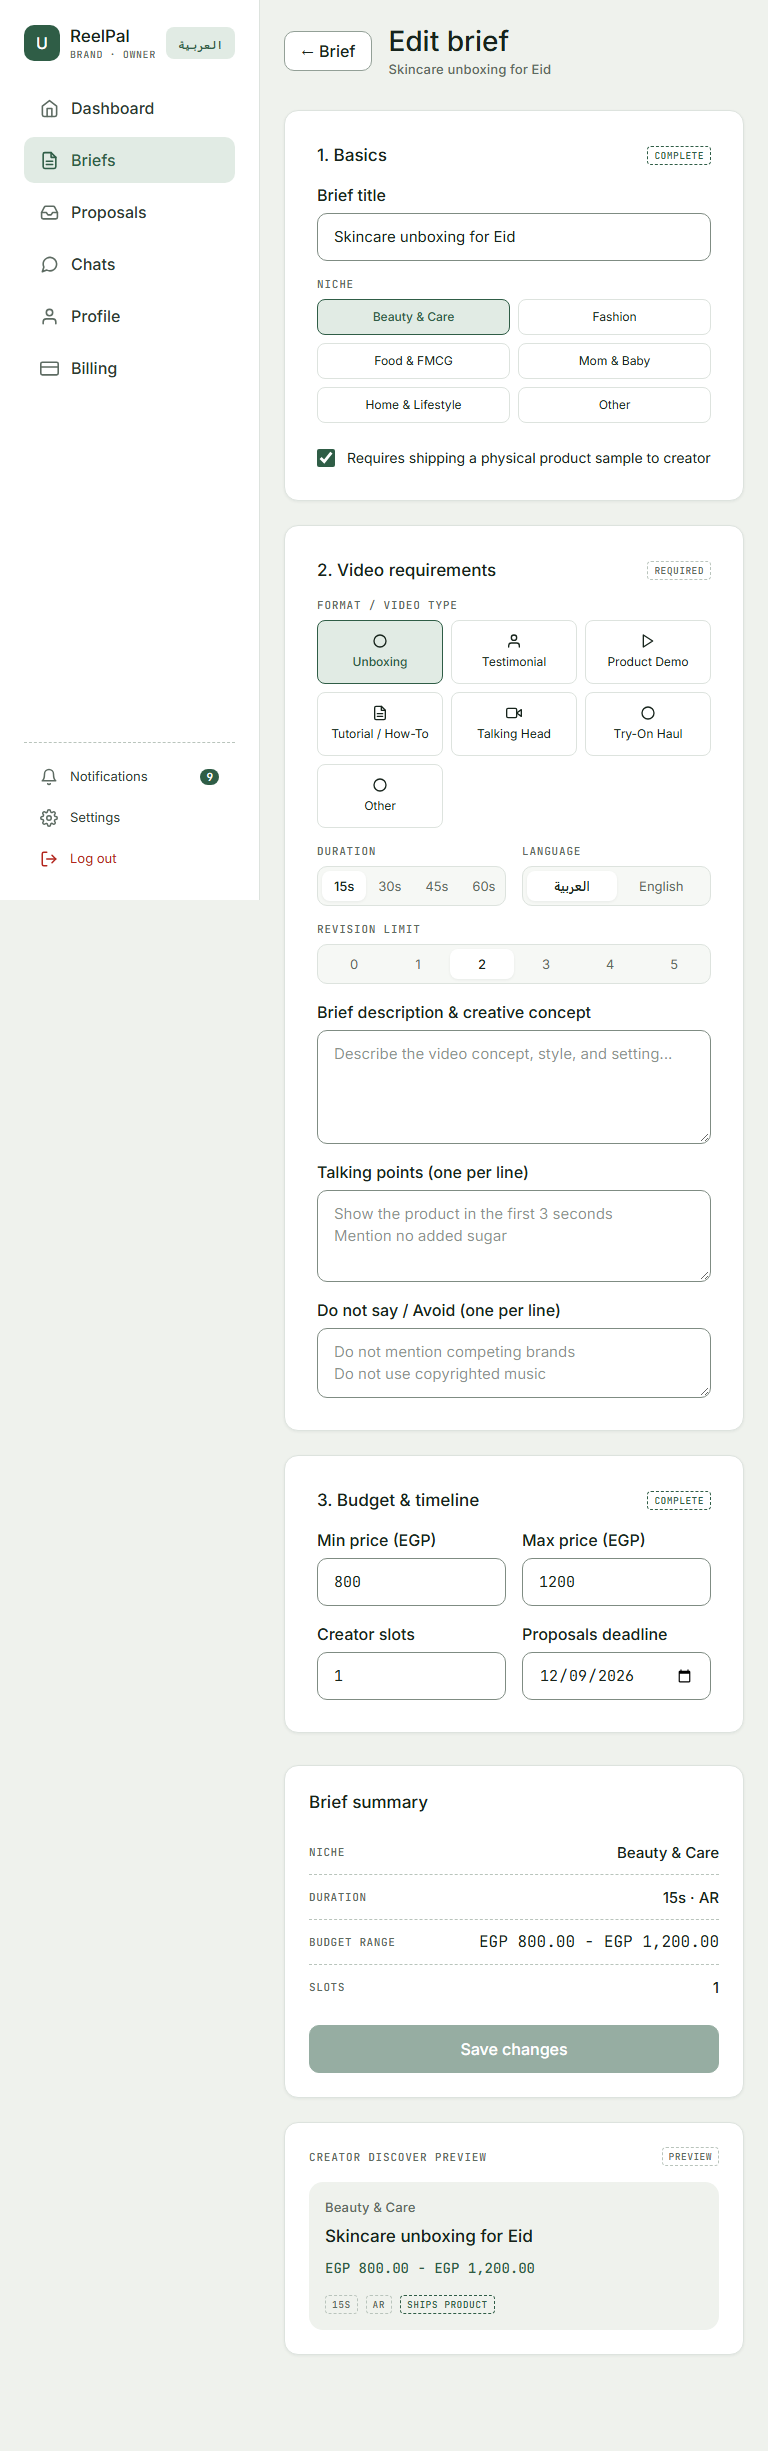 U
ReelPal
BRAND · OWNER
العربية
Dashboard
Briefs
Proposals
Chats
Profile
Billing
Notifications
9
Settings
Log out
← Brief
Edit brief
Skincare unboxing for Eid
1. Basics
COMPLETE
Brief title
Skincare unboxing for Eid
NICHE
Beauty & Care
Fashion
Food & FMCG
Mom & Baby
Home & Lifestyle
Other
Requires shipping a physical product sample to creator
2. Video requirements
REQUIRED
FORMAT / VIDEO TYPE
Unboxing
Testimonial
Product Demo
Tutorial / How-To
Talking Head
Try-On Haul
Other
DURATION
LANGUAGE
15s 30s 45s 60s
العربية English
REVISION LIMIT
0 1 2 3 4 5
Brief description & creative concept
Describe the video concept, style, and setting...
Talking points (one per line)
Show the product in the first 3 seconds
Mention no added sugar
Do not say / Avoid (one per line)
Do not mention competing brands
Do not use copyrighted music
3. Budget & timeline
COMPLETE
Min price (EGP)
Max price (EGP)
800
1200
Creator slots
Proposals deadline
1
12/09/2026
Brief summary
NICHE
Beauty & Care
DURATION
15s · AR
BUDGET RANGE
EGP 800.00 - EGP 1,200.00
SLOTS
1
Save changes
CREATOR DISCOVER PREVIEW
PREVIEW
Beauty & Care
Skincare unboxing for Eid
EGP 800.00 - EGP 1,200.00
15S
AR
SHIPS PRODUCT